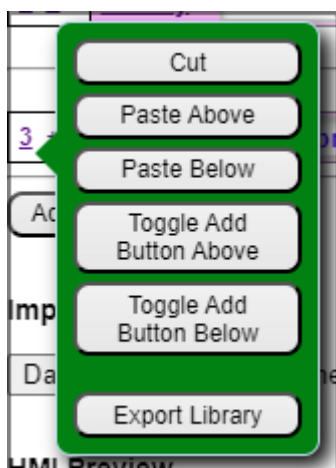 Cut
Paste Above
3
Paste Below
Toggle Add
Button Above
Imp
Toggle Add
Button Below
Da
Export Library
HMI Preview